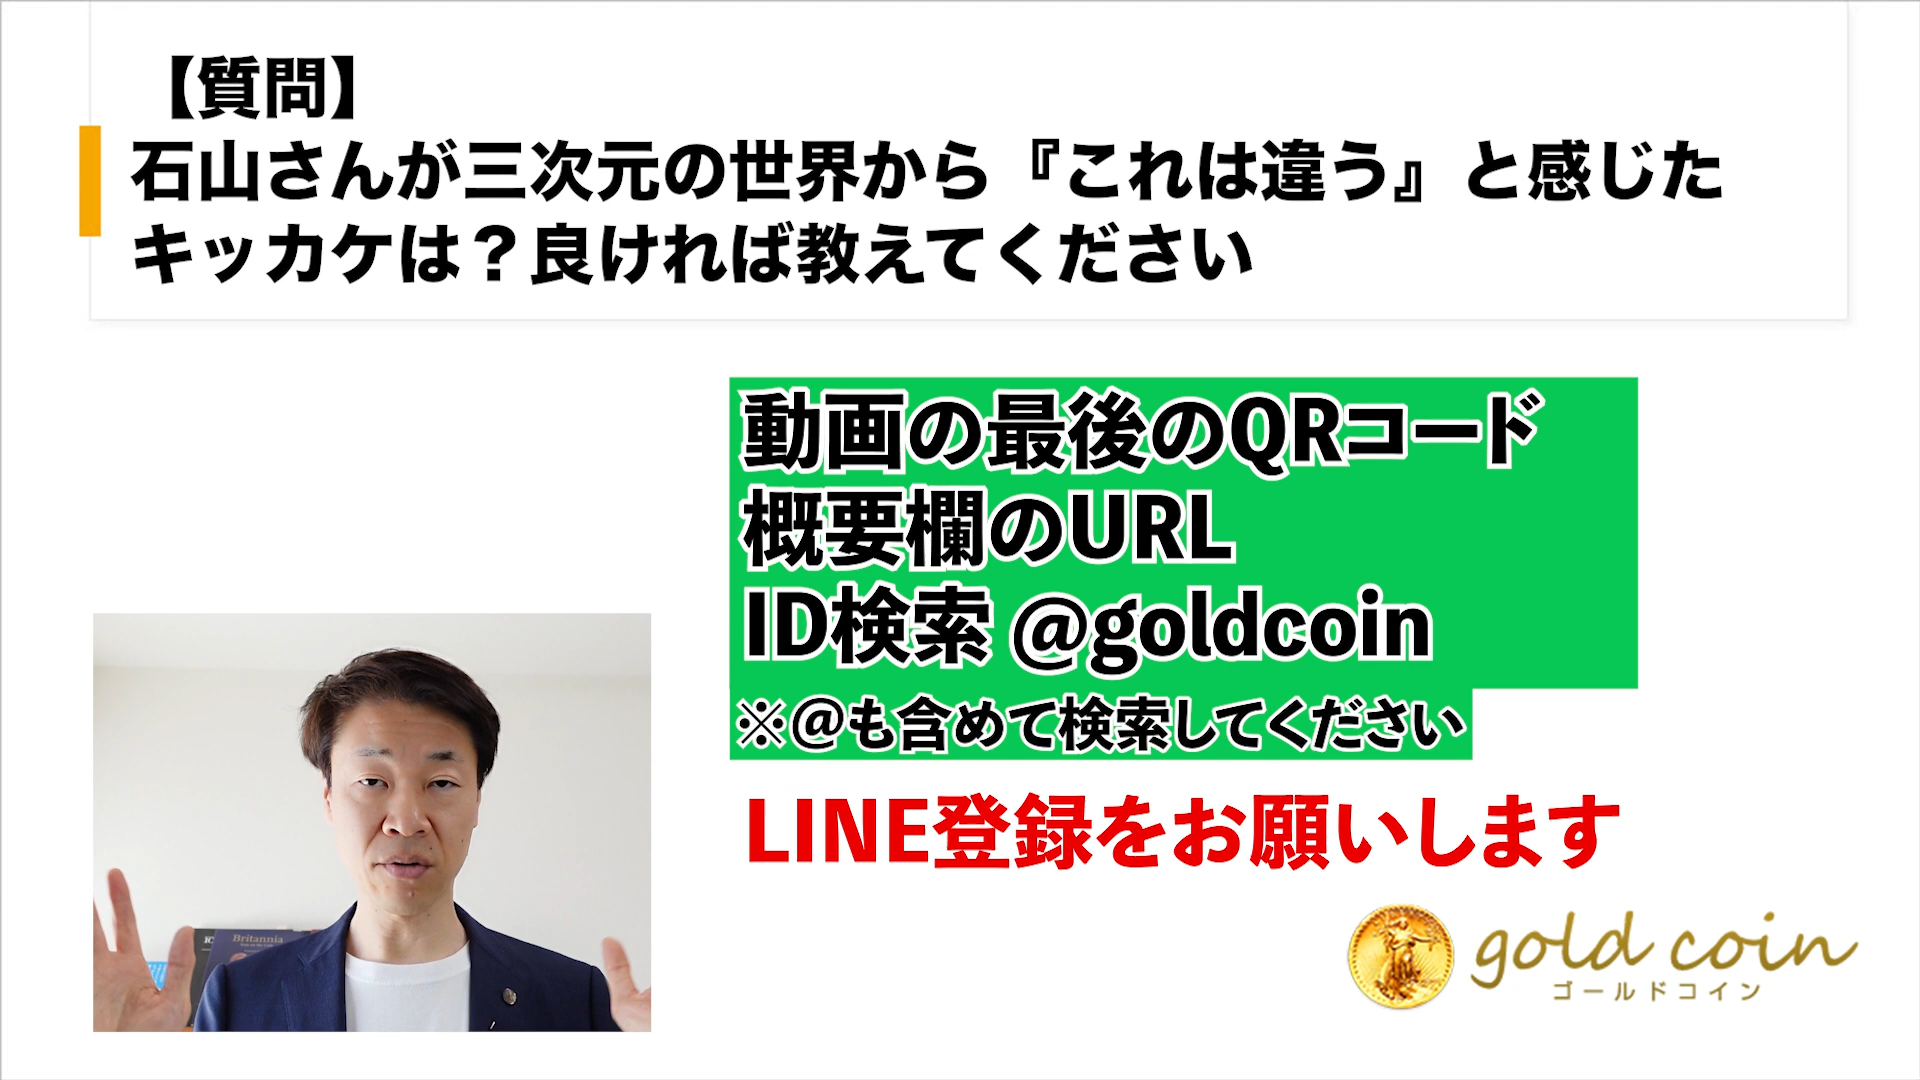 【質問】
石山さんが三次元の世界から『これは違う』と感じた
キッカケは？良ければ教えてください
動画の最後のQRコード
概要欄のURL
ID検索 @goldcoin
※@も含めて検索してください
LINE登録をお願いします
Britannia
gold coin
ゴールドコイン